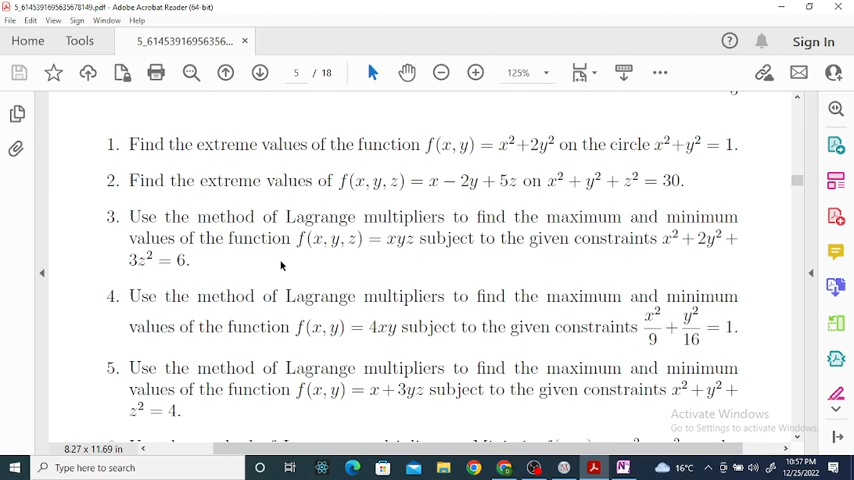 5_6145391695635678149.pdf - Adobe Acrobat Reader (64-bit)
File Edit View Sign Window Help
Home Tools 5_61453916956356... × Sign In
5 / 18 125%
1. Find the extreme values of the function f(x, y) = x²+2y² on the circle x²+y² = 1.
2. Find the extreme values of f(x, y, z) = x − 2y + 5z on x² + y² + z² = 30.
3. Use the method of Lagrange multipliers to find the maximum and minimum
values of the function f(x, y, z) = xyz subject to the given constraints x² + 2y² +
3z² = 6.
4. Use the method of Lagrange multipliers to find the maximum and minimum
values of the function f(x, y) = 4xy subject to the given constraints x²/9 + y²/16 = 1.
5. Use the method of Lagrange multipliers to find the maximum and minimum
values of the function f(x, y) = x + 3yz subject to the given constraints x² + y² +
z² = 4.
Activate Windows
Go to Settings to activate Windows.
8.27 x 11.69 in
Type here to search
16°C
10:57 PM
12/25/2022